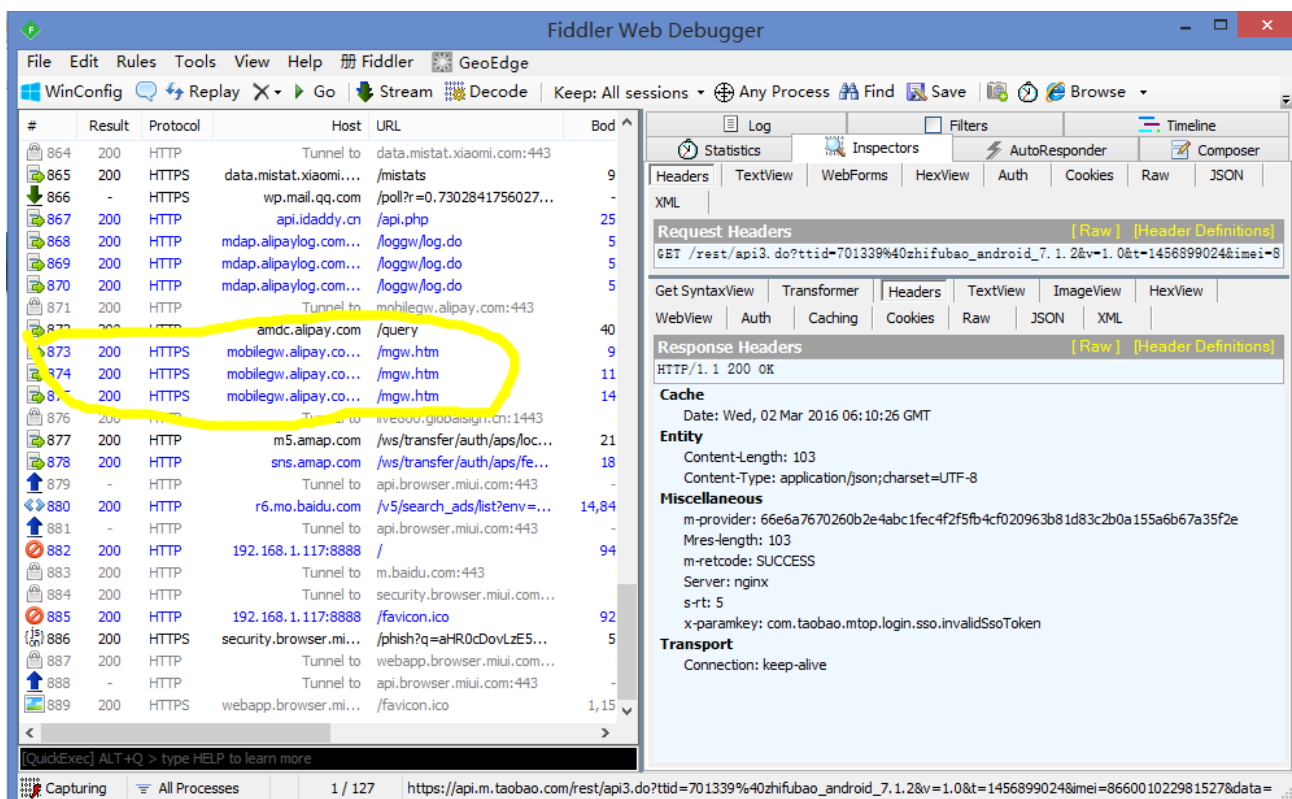 Fiddler Web Debugger
File Edit Rules Tools View Help 册 Fiddler GeoEdge
WinConfig Replay X Go Stream Decode Keep: All sessions Any Process Find Save Browse
# Result Protocol Host URL Bod
864 200 HTTP Tunnel to data.mistat.xiaomi.com:443
865 200 HTTPS data.mistat.xiaomi.... /mistats 9
866 - HTTPS wp.mail.qq.com /poll?r=0.7302841756027... -
867 200 HTTP api.idaddy.cn /api.php 25
868 200 HTTP mdap.alipaylog.com... /loggw/log.do 5
869 200 HTTP mdap.alipaylog.com... /loggw/log.do 5
870 200 HTTP mdap.alipaylog.com... /loggw/log.do 5
871 200 HTTP Tunnel to mobilegw.alipay.com:443
872 200 HTTP amdc.alipay.com /query 40
873 200 HTTPS mobilegw.alipay.co... /mgw.htm 9
874 200 HTTPS mobilegw.alipay.co... /mgw.htm 11
875 200 HTTPS mobilegw.alipay.co... /mgw.htm 14
876 200 HTTP Tunnel to live800.globalsign.cn:1443
877 200 HTTP m5.amap.com /ws/transfer/auth/aps/loc... 21
878 200 HTTP sns.amap.com /ws/transfer/auth/aps/fe... 18
879 - HTTP Tunnel to api.browser.miui.com:443 -
880 200 HTTP r6.mo.baidu.com /v5/search_ads/list?env=... 14,84
881 - HTTP Tunnel to api.browser.miui.com:443 -
882 200 HTTP 192.168.1.117:8888 / 94
883 200 HTTP Tunnel to m.baidu.com:443
884 200 HTTP Tunnel to security.browser.miui.com...
885 200 HTTP 192.168.1.117:8888 /favicon.ico 92
886 200 HTTPS security.browser.mi... /phish?q=aHR0cDovLzE5... 5
887 200 HTTP Tunnel to webapp.browser.miui.com...
888 - HTTP Tunnel to api.browser.miui.com:443 -
889 200 HTTPS webapp.browser.mi... /favicon.ico 1,15
[QuickExec] ALT+Q > type HELP to learn more
Log Filters Timeline
Statistics Inspectors AutoResponder Composer
Headers TextView WebForms HexView Auth Cookies Raw JSON
XML
Request Headers [ Raw ] [Header Definitions]
GET /rest/api3.do?ttid=701339%40zhifubao_android_7.1.2&v=1.0&t=1456899024&imei=8
Get SyntaxView Transformer Headers TextView ImageView HexView
WebView Auth Caching Cookies Raw JSON XML
Response Headers [ Raw ] [Header Definitions]
HTTP/1.1 200 OK
Cache
Date: Wed, 02 Mar 2016 06:10:26 GMT
Entity
Content-Length: 103
Content-Type: application/json;charset=UTF-8
Miscellaneous
m-provider: 66e6a7670260b2e4abc1fec4f2f5fb4cf020963b81d83c2b0a155a6b67a35f2e
Mres-length: 103
m-retcode: SUCCESS
Server: nginx
s-rt: 5
x-paramkey: com.taobao.mtop.login.sso.invalidSsoToken
Transport
Connection: keep-alive
Capturing All Processes 1 / 127 https://api.m.taobao.com/rest/api3.do?ttid=701339%40zhifubao_android_7.1.2&v=1.0&t=1456899024&imei=866001022981527&data=